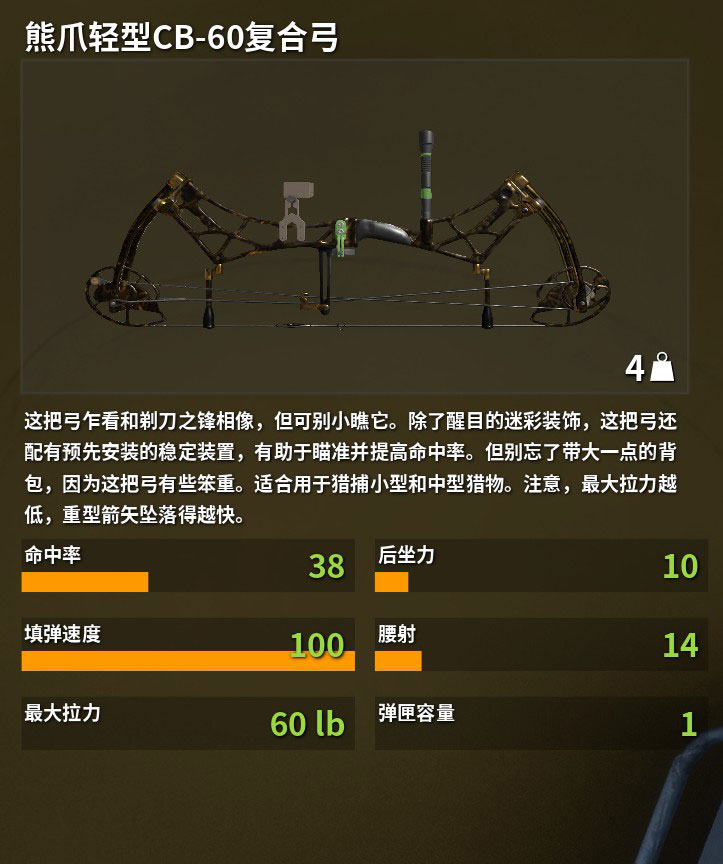 熊爪轻型CB-60复合弓
4
这把弓乍看和剃刀之锋相像，但可别小瞧它。除了醒目的迷彩装饰，这把弓还
配有预先安装的稳定装置，有助于瞄准并提高命中率。但别忘了带大一点的背
包，因为这把弓有些笨重。适合用于猎捕小型和中型猎物。注意，最大拉力越
低，重型箭矢坠落得越快。
命中率 38
后坐力 10
填弹速度 100
腰射 14
最大拉力 60 lb
弹匣容量 1